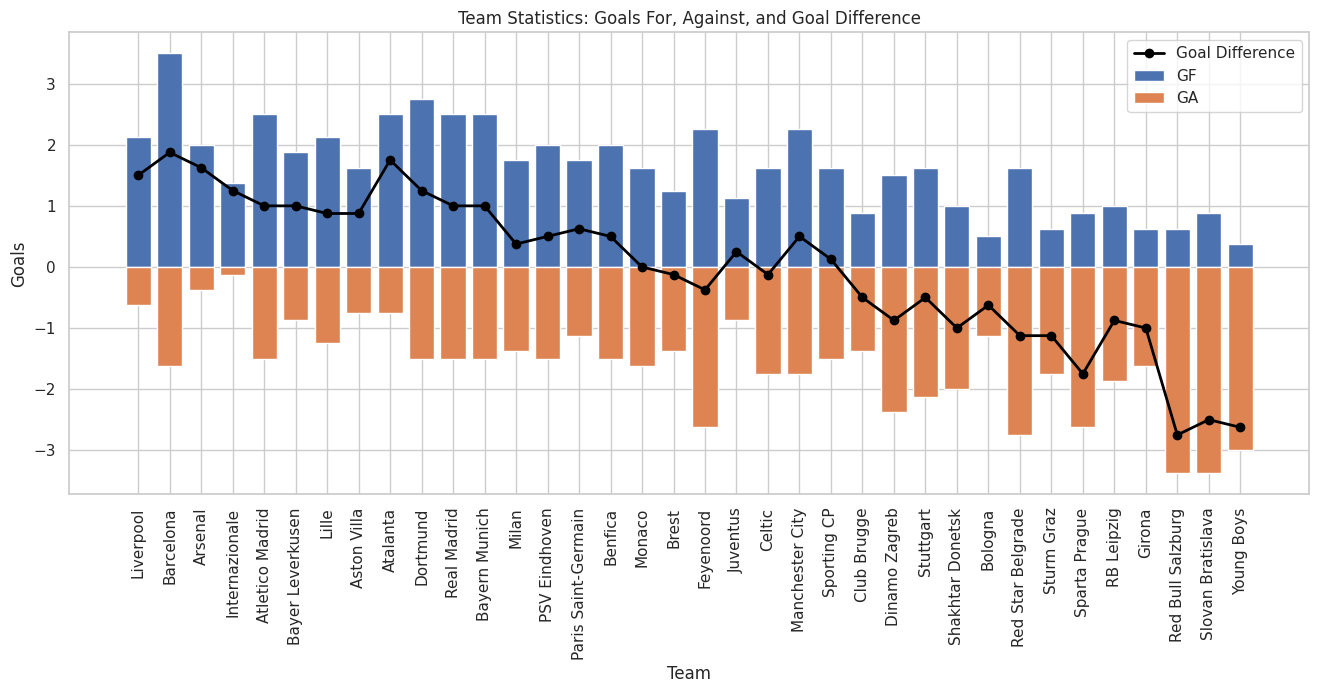 Team Statistics: Goals For, Against, and Goal Difference
Goal Difference
GF
GA
Goals
3
2
1
0
−1
−2
−3
Liverpool
Barcelona
Arsenal
Internazionale
Atletico Madrid
Bayer Leverkusen
Lille
Aston Villa
Atalanta
Dortmund
Real Madrid
Bayern Munich
Milan
PSV Eindhoven
Paris Saint-Germain
Benfica
Monaco
Brest
Feyenoord
Juventus
Celtic
Manchester City
Sporting CP
Club Brugge
Dinamo Zagreb
Stuttgart
Shakhtar Donetsk
Bologna
Red Star Belgrade
Sturm Graz
Sparta Prague
RB Leipzig
Girona
Red Bull Salzburg
Slovan Bratislava
Young Boys
Team